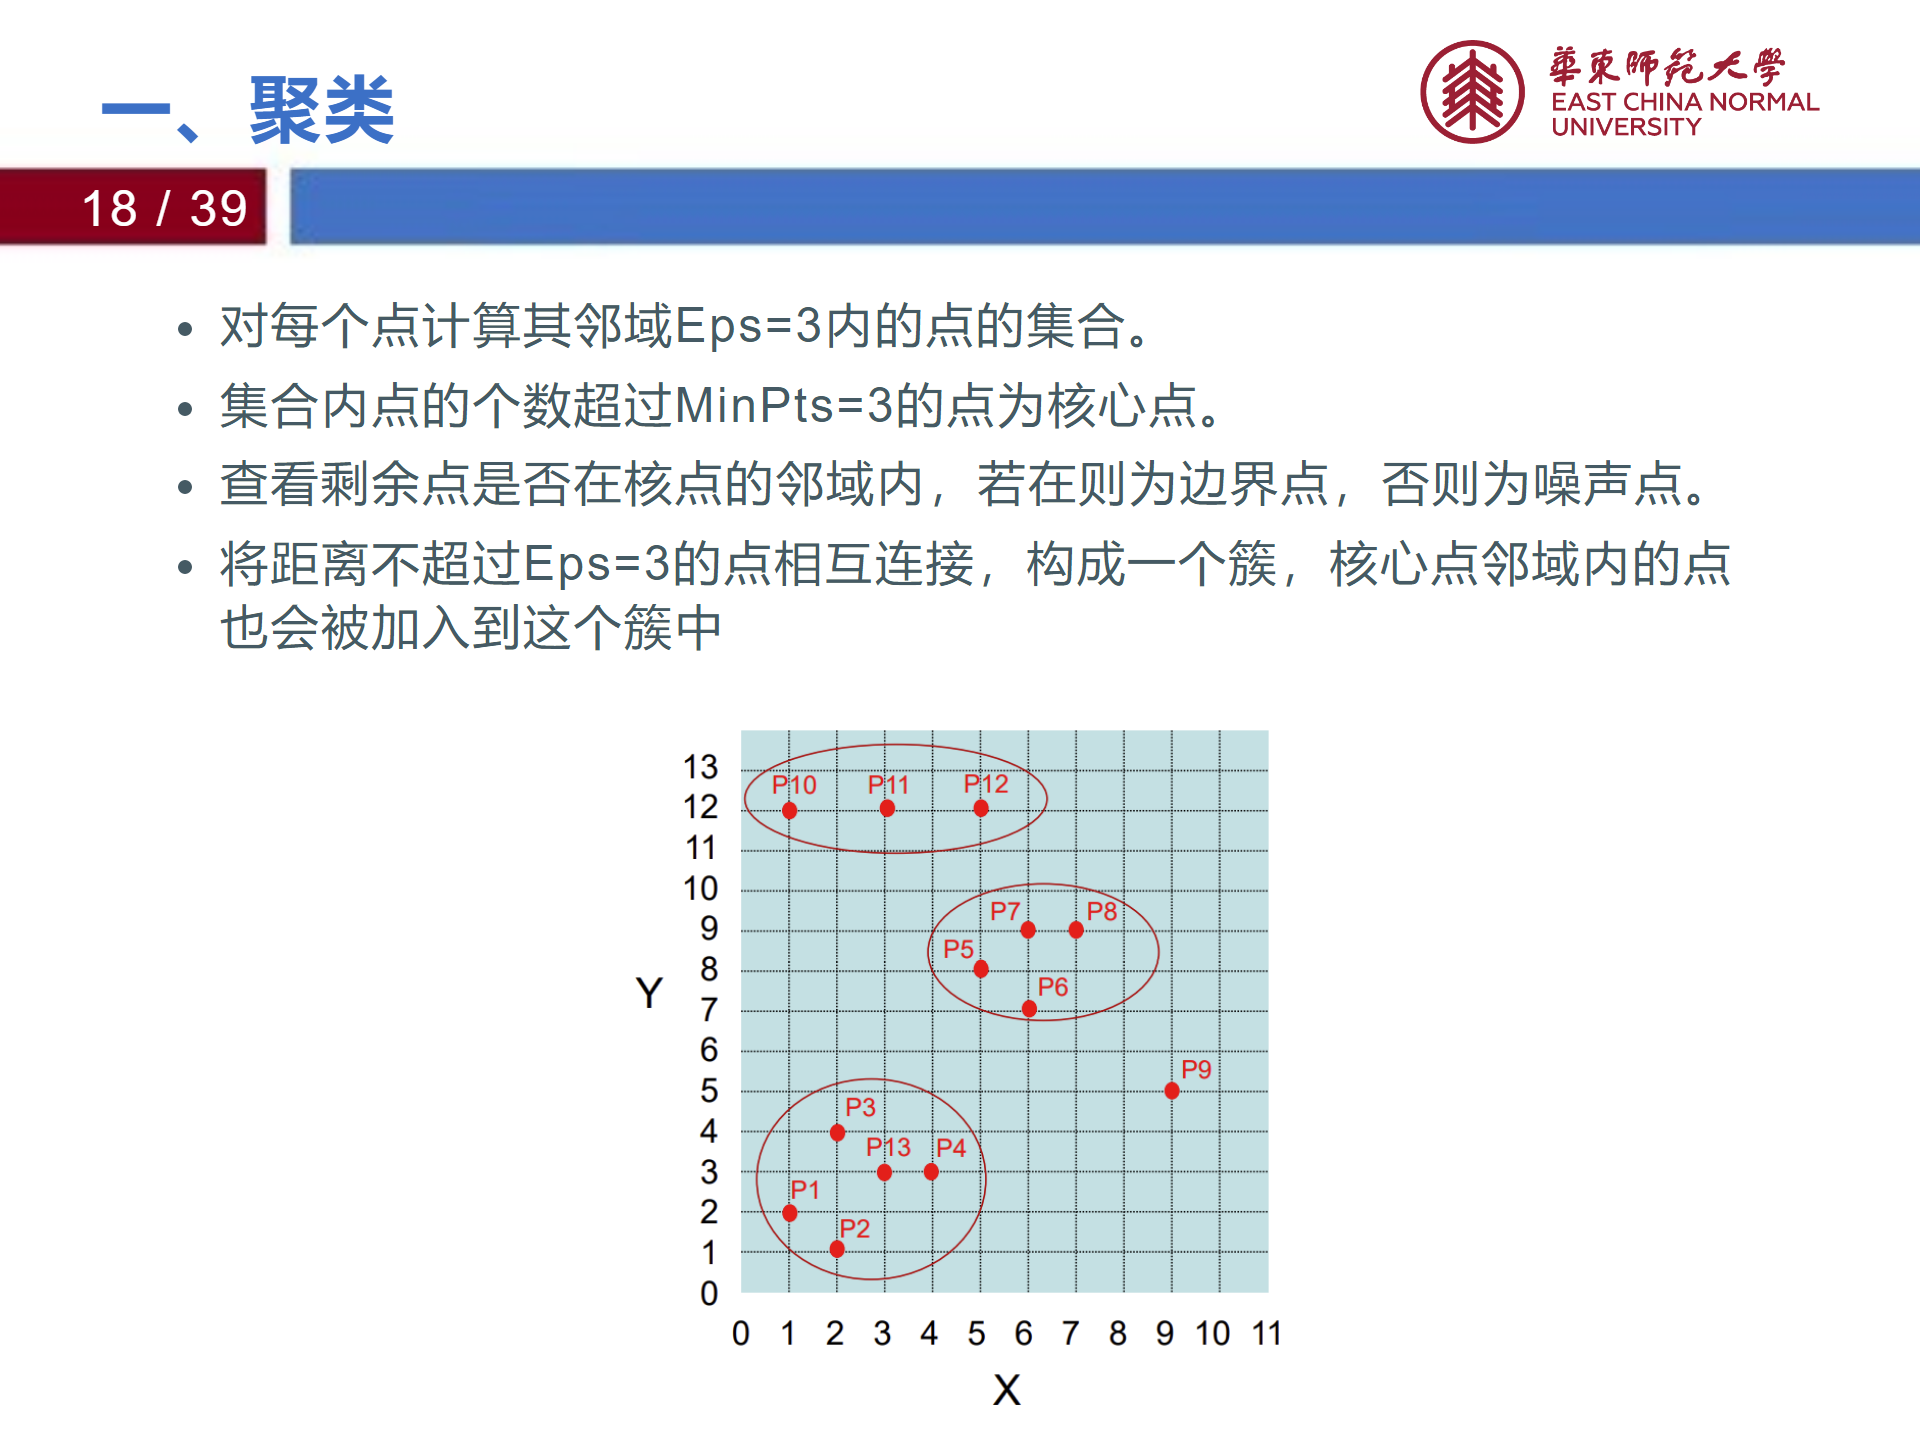 一、聚类
華東師範大學
EAST CHINA NORMAL
UNIVERSITY
18 / 39
• 对每个点计算其邻域Eps=3内的点的集合。
• 集合内点的个数超过MinPts=3的点为核心点。
• 查看剩余点是否在核点的邻域内，若在则为边界点，否则为噪声点。
• 将距离不超过Eps=3的点相互连接，构成一个簇，核心点邻域内的点
也会被加入到这个簇中
13
P10 P11 P12
12
11
10
P7 P8
9
P5
8
P6
Y
7
6
P9
5
P3
4
P13 P4
3
P1
2
P2
1
0
0 1 2 3 4 5 6 7 8 9 10 11
X